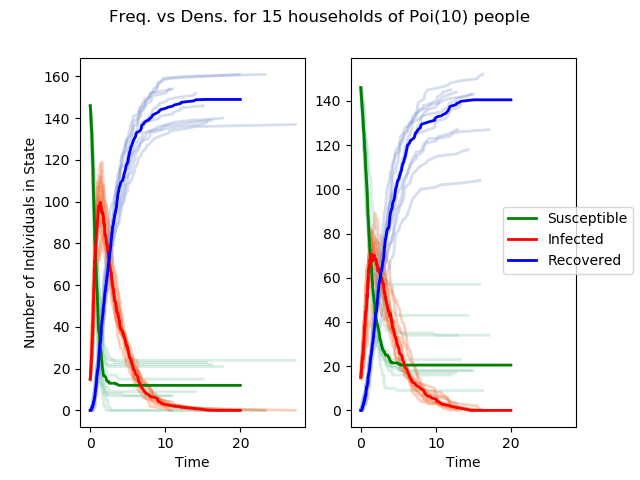 Freq. vs Dens. for 15 households of Poi(10) people
Number of Individuals in State
160
140
120
100
80
60
40
20
0
0 10 20
Time
140
120
100
80
60
40
20
0
0 10 20
Time
Susceptible
Infected
Recovered